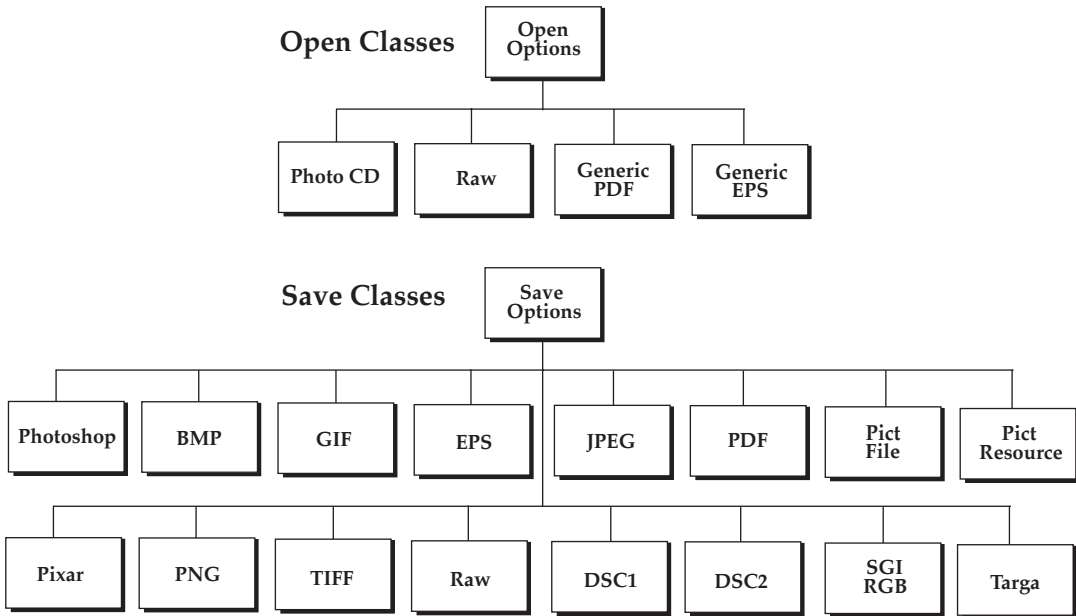 Open Classes
Open
Options
Photo CD
Raw
Generic
PDF
Generic
EPS
Save Classes
Save
Options
Photoshop
BMP
GIF
EPS
JPEG
PDF
Pict
File
Pict
Resource
Pixar
PNG
TIFF
Raw
DSC1
DSC2
SGI
RGB
Targa